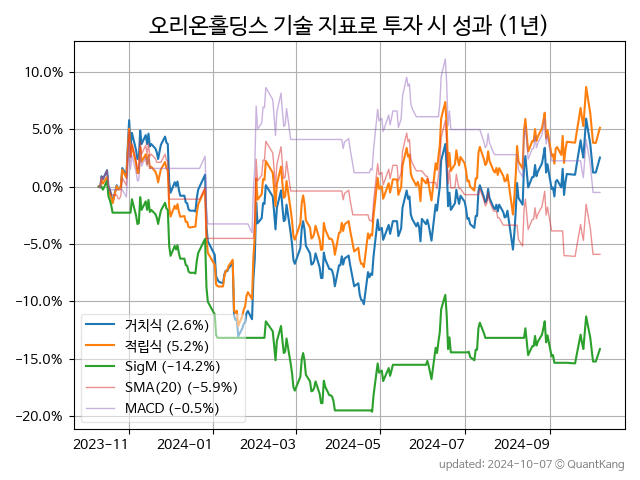 오리온홀딩스 기술 지표로 투자 시 성과 (1년)
10.0%
5.0%
0.0%
−5.0%
−10.0%
−15.0%
−20.0%
거치식 (2.6%)
적립식 (5.2%)
SigM (−14.2%)
SMA(20) (−5.9%)
MACD (−0.5%)
2023−11 2024−01 2024−03 2024−05 2024−07 2024−09
updated: 2024−10−07 © QuantKang